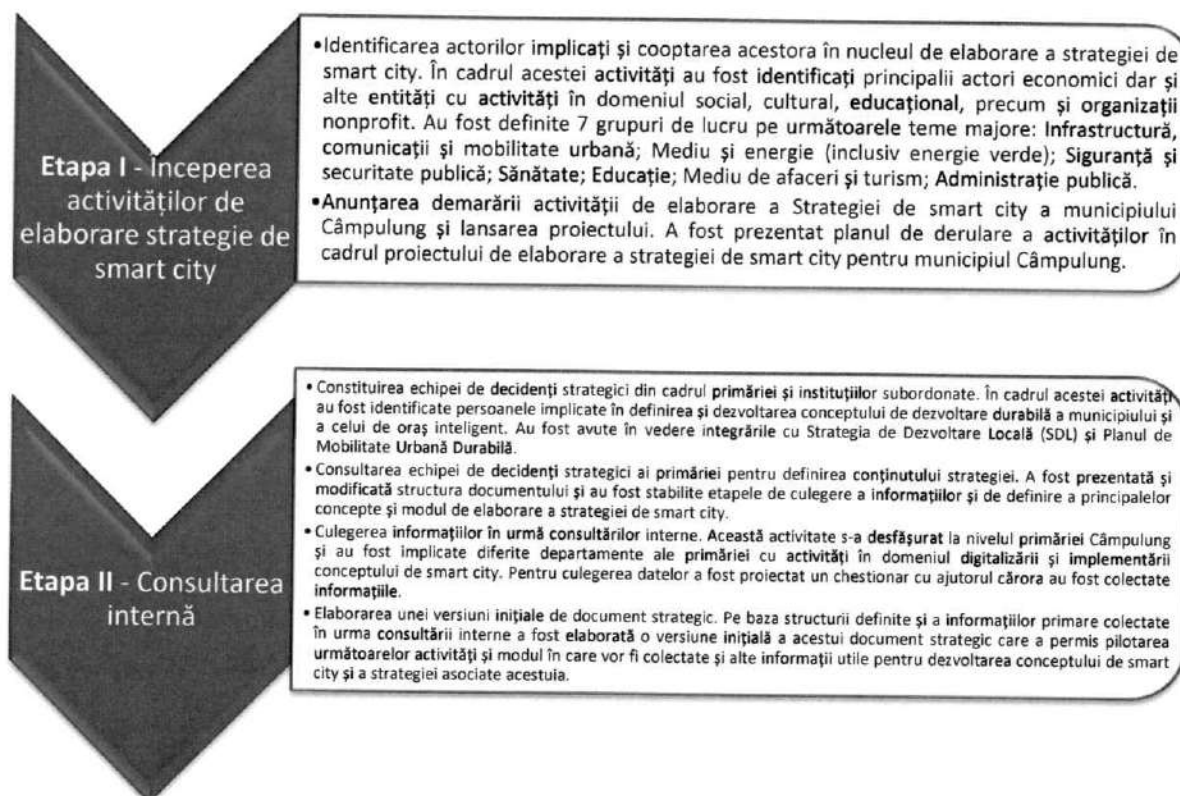 Etapa I - Începerea
activităților de
elaborare strategie de
smart city
•Identificarea actorilor implicați și cooptarea acestora în nucleul de elaborare a strategiei de
smart city. În cadrul acestei activități au fost identificați principalii actori economici dar și
alte entități cu activități în domeniul social, cultural, educațional, precum și organizații
nonprofit. Au fost definite 7 grupuri de lucru pe următoarele teme majore: Infrastructură,
comunicații și mobilitate urbană; Mediu și energie (inclusiv energie verde); Siguranță și
securitate publică; Sănătate; Educație; Mediu de afaceri și turism; Administrație publică.
•Anunțarea demarării activității de elaborare a Strategiei de smart city a municipiului
Câmpulung și lansarea proiectului. A fost prezentat planul de derulare a activităților în
cadrul proiectului de elaborare a strategiei de smart city pentru municipiul Câmpulung.
Etapa II - Consultarea
internă
• Constituirea echipei de decidenți strategici din cadrul primăriei și instituțiilor subordonate. În cadrul acestei activități
au fost identificate persoanele implicate în definirea și dezvoltarea conceptului de dezvoltare durabilă a municipiului și
a celui de oraș inteligent. Au fost avute în vedere integrările cu Strategia de Dezvoltare Locală (SDL) și Planul de
Mobilitate Urbană Durabilă.
• Consultarea echipei de decidenți strategici ai primăriei pentru definirea conținutului strategiei. A fost prezentată și
modificată structura documentului și au fost stabilite etapele de culegere a informațiilor și de definire a principalelor
concepte și modul de elaborare a strategiei de smart city.
• Culegerea informațiilor în urmă consultărilor interne. Această activitate s-a desfășurat la nivelul primăriei Câmpulung
și au fost implicate diferite departamente ale primăriei cu activități în domeniul digitalizării și implementării
conceptului de smart city. Pentru culegerea datelor a fost proiectat un chestionar cu ajutorul cărora au fost colectate
informațiile.
• Elaborarea unei versiuni inițiale de document strategic. Pe baza structurii definite și a informațiilor primare colectate
în urma consultării interne a fost elaborată o versiune inițială a acestui document strategic care a permis pilotarea
următoarelor activități și modul în care vor fi colectate și alte informații utile pentru dezvoltarea conceptului de smart
city și a strategiei asociate acestuia.